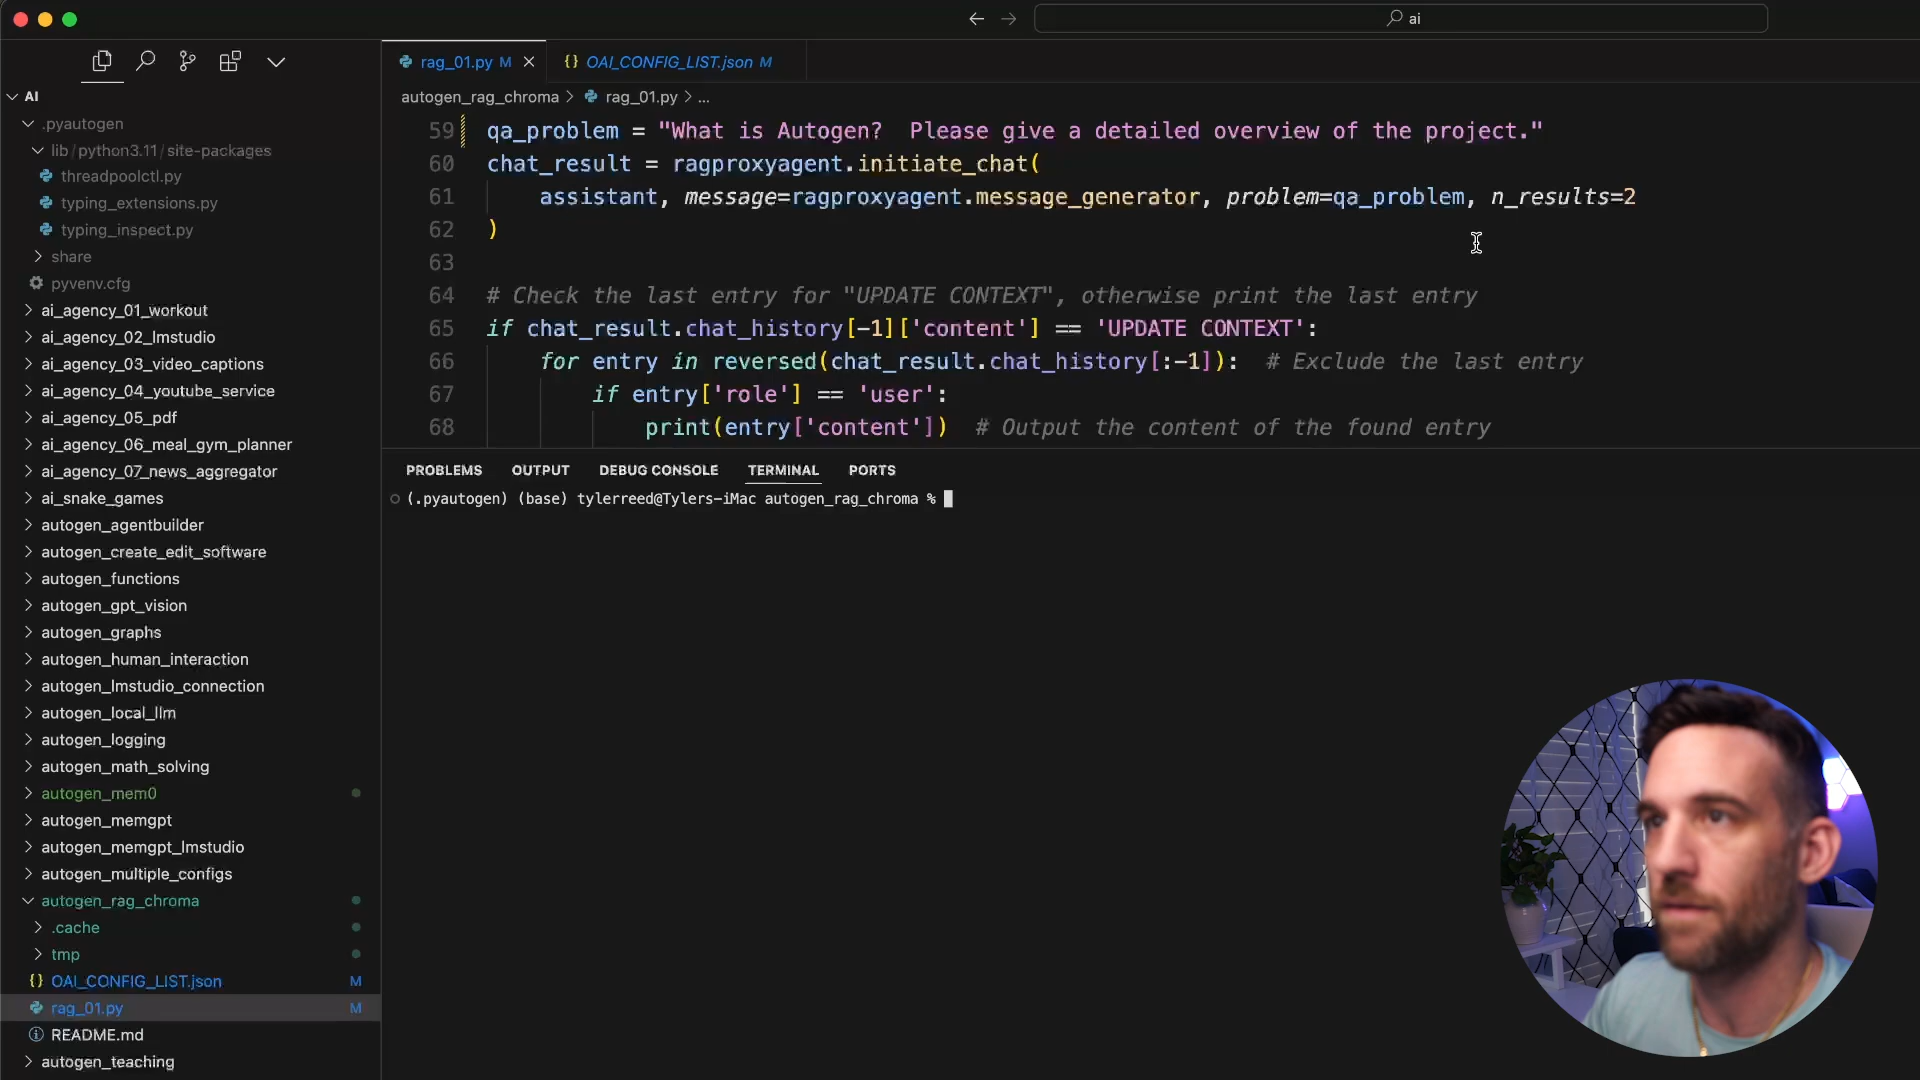 ai
rag_01.py M
{} OAI_CONFIG_LIST.json M
AI
autogen_rag_chroma > rag_01.py > ...
.pyautogen
lib/python3.11/site-packages
threadpoolctl.py
typing_extensions.py
typing_inspect.py
share
pyvenv.cfg
ai_agency_01_workout
ai_agency_02_lmstudio
ai_agency_03_video_captions
ai_agency_04_youtube_service
ai_agency_05_pdf
ai_agency_06_meal_gym_planner
ai_agency_07_news_aggregator
ai_snake_games
autogen_agentbuilder
autogen_create_edit_software
autogen_functions
autogen_gpt_vision
autogen_graphs
autogen_human_interaction
autogen_lmstudio_connection
autogen_local_llm
autogen_logging
autogen_math_solving
autogen_mem0
autogen_memgpt
autogen_memgpt_lmstudio
autogen_multiple_configs
autogen_rag_chroma
.cache
tmp
{} OAI_CONFIG_LIST.json M
rag_01.py M
README.md
autogen_teaching
59 qa_problem = "What is Autogen?  Please give a detailed overview of the project."
60 chat_result = ragproxyagent.initiate_chat(
61 assistant, message=ragproxyagent.message_generator, problem=qa_problem, n_results=2
62 )
63
64 # Check the last entry for "UPDATE CONTEXT", otherwise print the last entry
65 if chat_result.chat_history[-1]['content'] == 'UPDATE CONTEXT':
66 for entry in reversed(chat_result.chat_history[:-1]):  # Exclude the last entry
67 if entry['role'] == 'user':
68 print(entry['content'])  # Output the content of the found entry
PROBLEMS OUTPUT DEBUG CONSOLE TERMINAL PORTS
(.pyautogen) (base) tylerreed@Tylers-iMac autogen_rag_chroma %